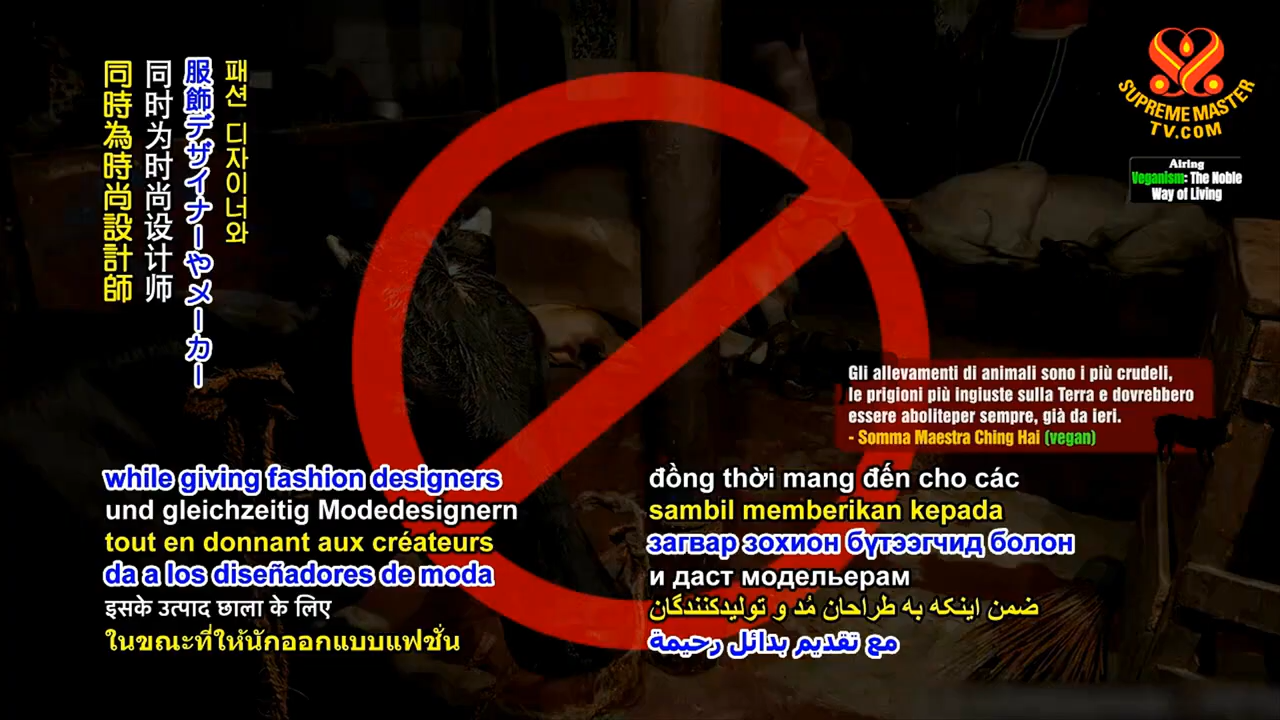 同時為時尚設計師
同时为时尚设计师
服飾デザイナーやメーカー
패션 디자이너와
SUPREME MASTER
TV.COM
Airing
Veganism: The Noble
Way of Living
Gli allevamenti di animali sono i più crudeli,
le prigioni più ingiuste sulla Terra e dovrebbero
essere aboliteper sempre, già da ieri.
- Somma Maestra Ching Hai (vegan)
while giving fashion designers
und gleichzeitig Modedesignern
tout en donnant aux créateurs
da a los diseñadores de moda
इसके उत्पाद छाला के लिए
ในขณะที่ให้นักออกแบบแฟชั่น
đồng thời mang đến cho các
sambil memberikan kepada
загвар зохион бүтээгчид болон
и даст модельерам
ضمن اینکه به طراحان مُد و تولیدکنندگان
مع تقديم بدائل رحيمة